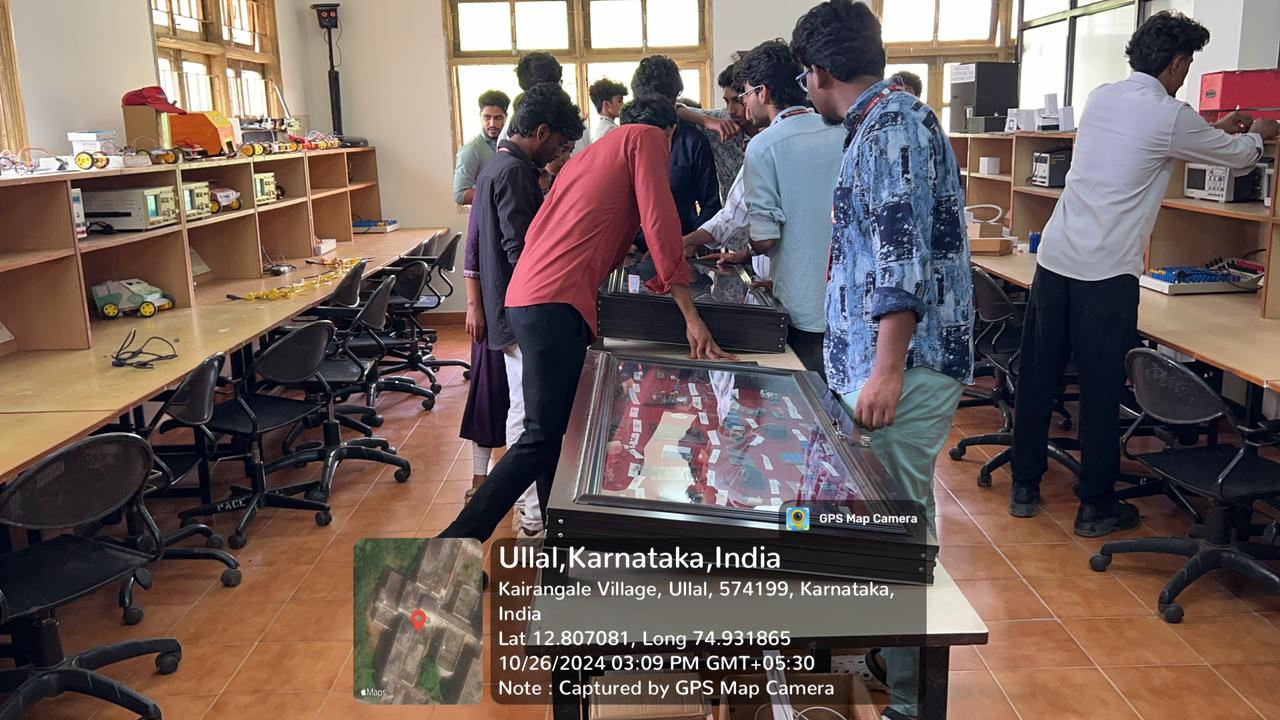 PACE
GPS Map Camera
Ullal,Karnataka,India
Kairangale Village, Ullal, 574199, Karnataka,
India
Lat 12.807081, Long 74.931865
10/26/2024 03:09 PM GMT+05:30
Note : Captured by GPS Map Camera
Maps